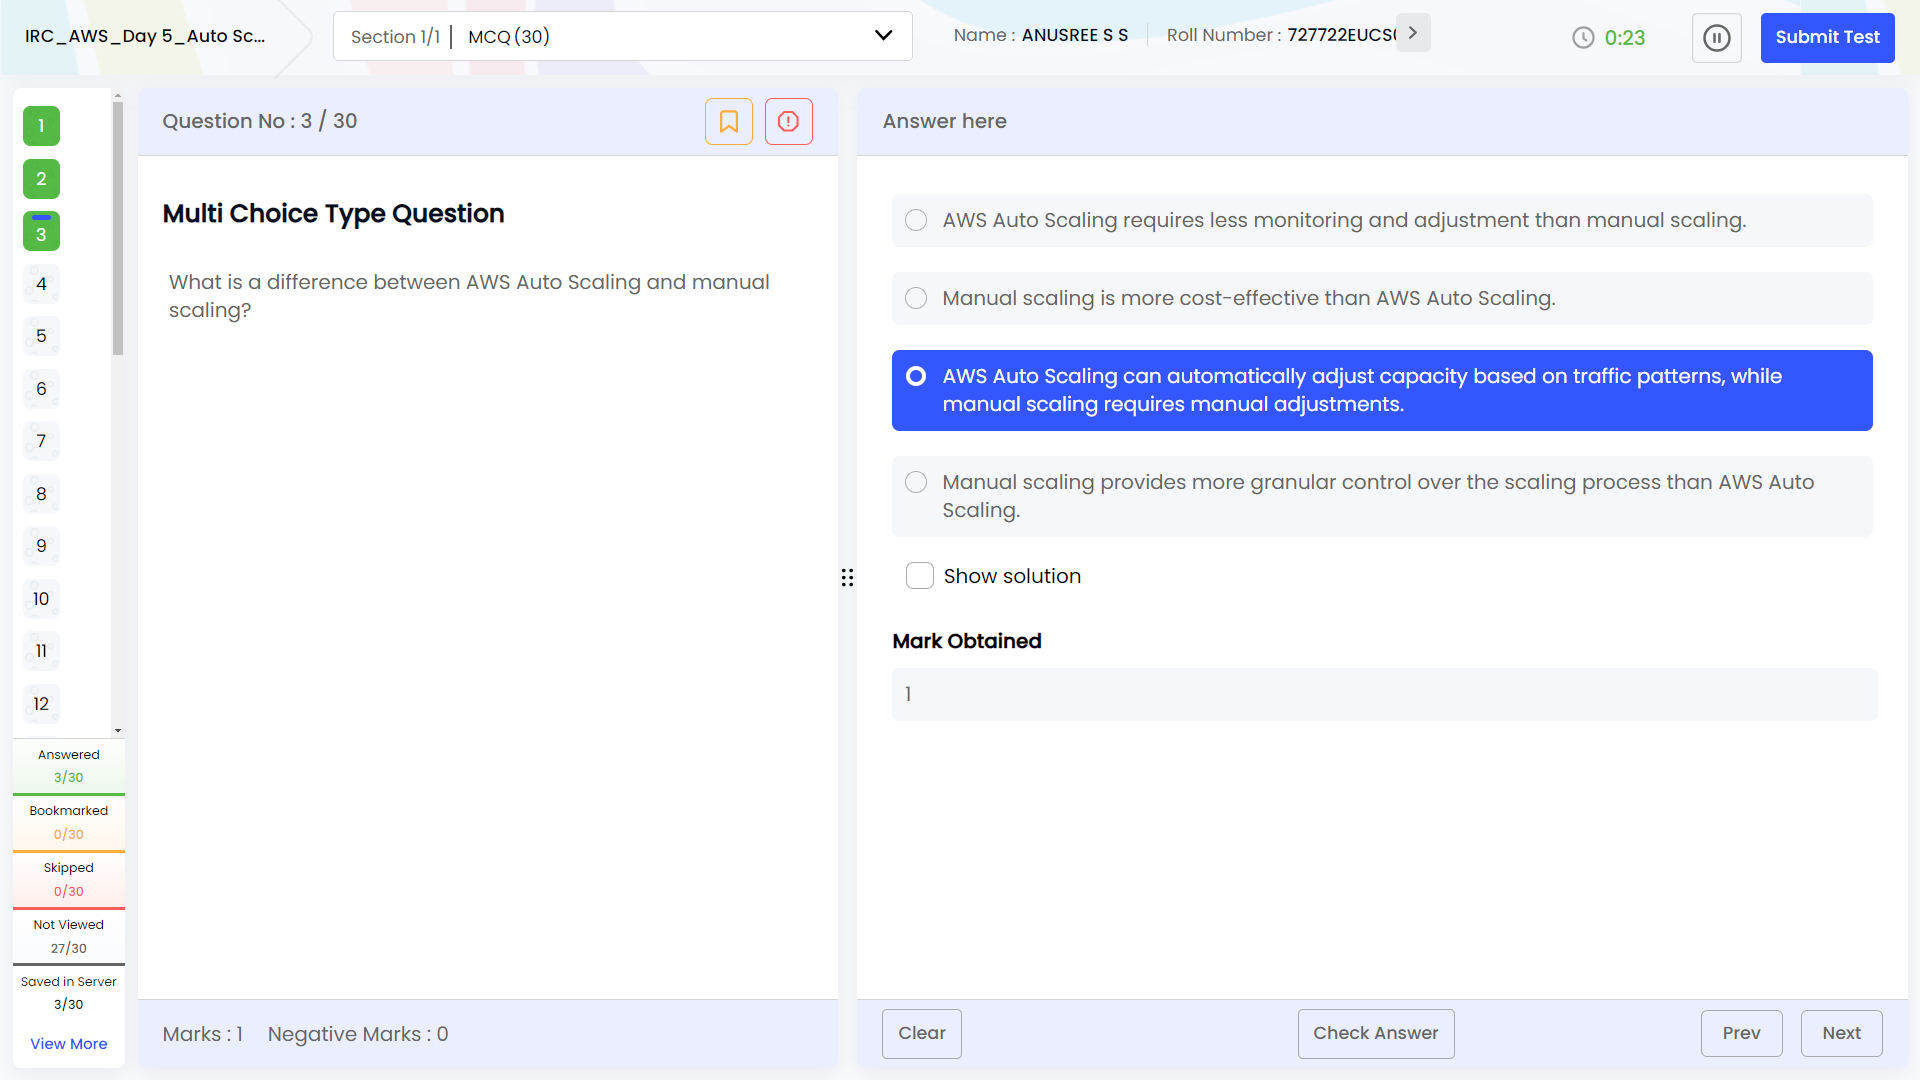 IRC_AWS_Day 5_Auto Sc...
Section 1/1 | MCQ (30)
Name : ANUSREE S S
Roll Number : 727722EUCS
0:23
Submit Test
1
2
3
4
5
6
7
8
9
10
11
12
Answered
3/30
Bookmarked
0/30
Skipped
0/30
Not Viewed
27/30
Saved in Server
3/30
View More
Question No : 3 / 30
Multi Choice Type Question
What is a difference between AWS Auto Scaling and manual
scaling?
Marks : 1 Negative Marks : 0
Answer here
AWS Auto Scaling requires less monitoring and adjustment than manual scaling.
Manual scaling is more cost-effective than AWS Auto Scaling.
AWS Auto Scaling can automatically adjust capacity based on traffic patterns, while
manual scaling requires manual adjustments.
Manual scaling provides more granular control over the scaling process than AWS Auto
Scaling.
Show solution
Mark Obtained
1
Clear
Check Answer
Prev
Next